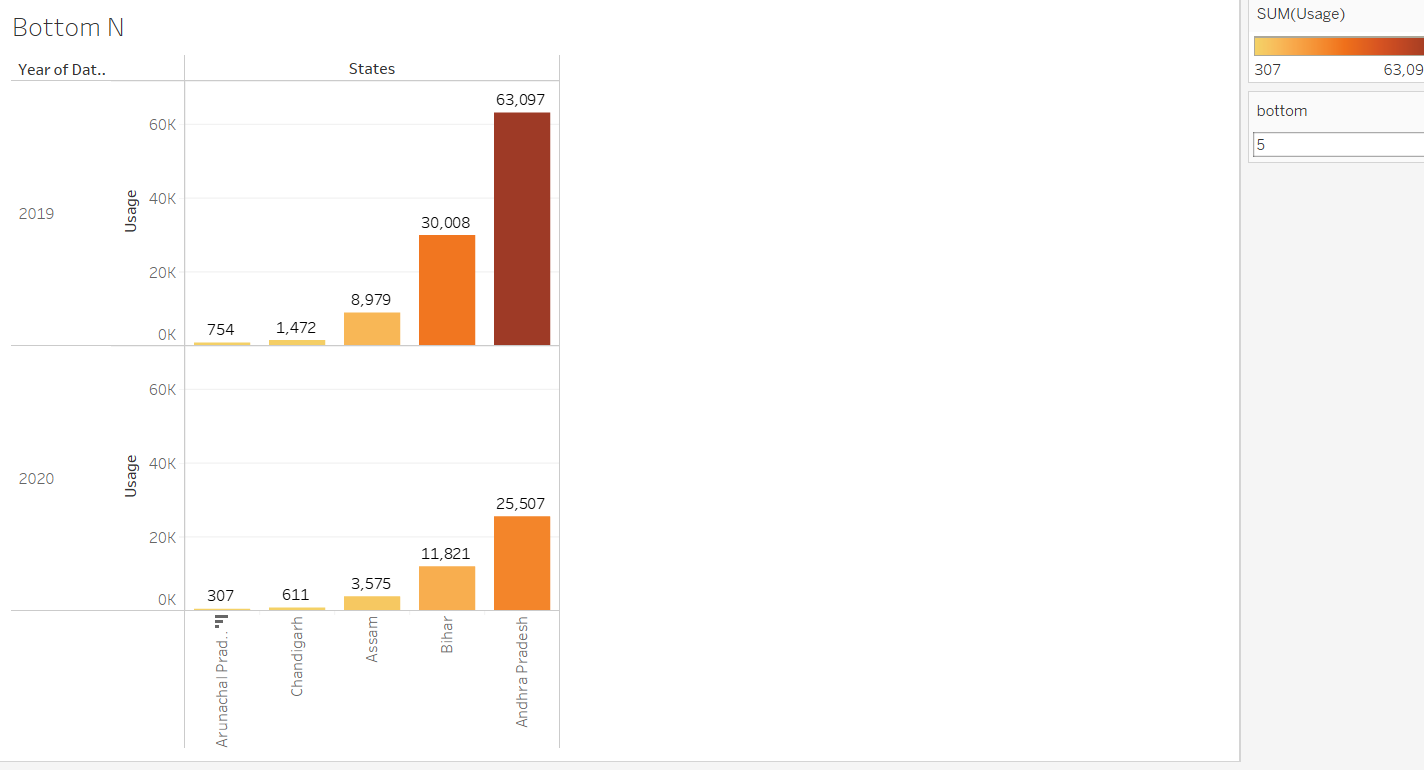 Bottom N
Year of Dat..
States
2019
Usage
60K
40K
20K
0K
754
1,472
8,979
30,008
63,097
2020
Usage
60K
40K
20K
0K
307
611
3,575
11,821
25,507
Arunachal Prad..
Chandigarh
Assam
Bihar
Andhra Pradesh
SUM(Usage)
307 63,09
bottom
5